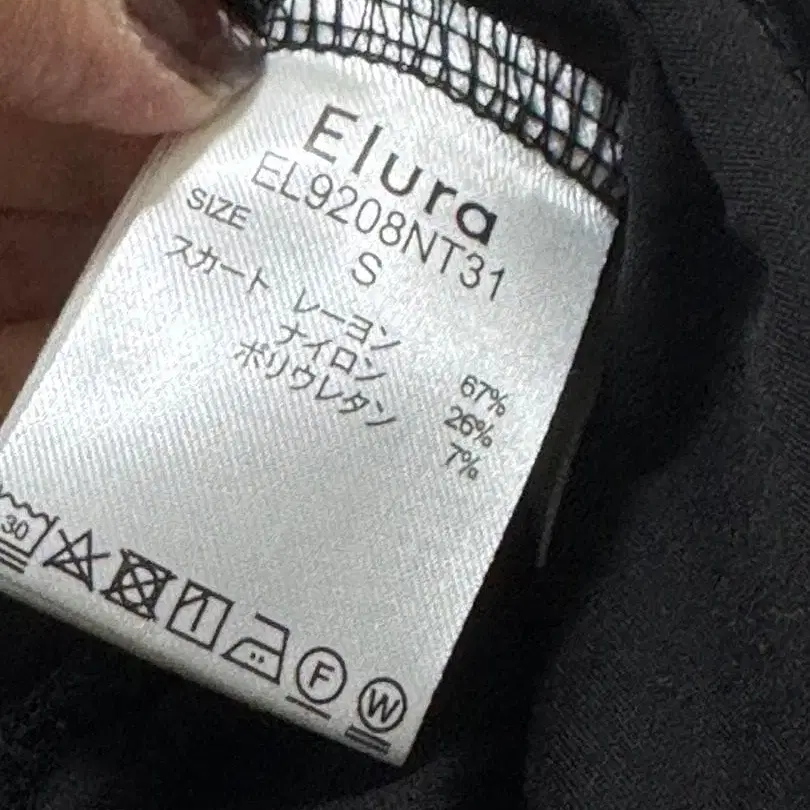 Elura
EL9208NT31
SIZE S
スカート レーヨン 67%
ナイロン 26%
ポリウレタン 7%
30 F W